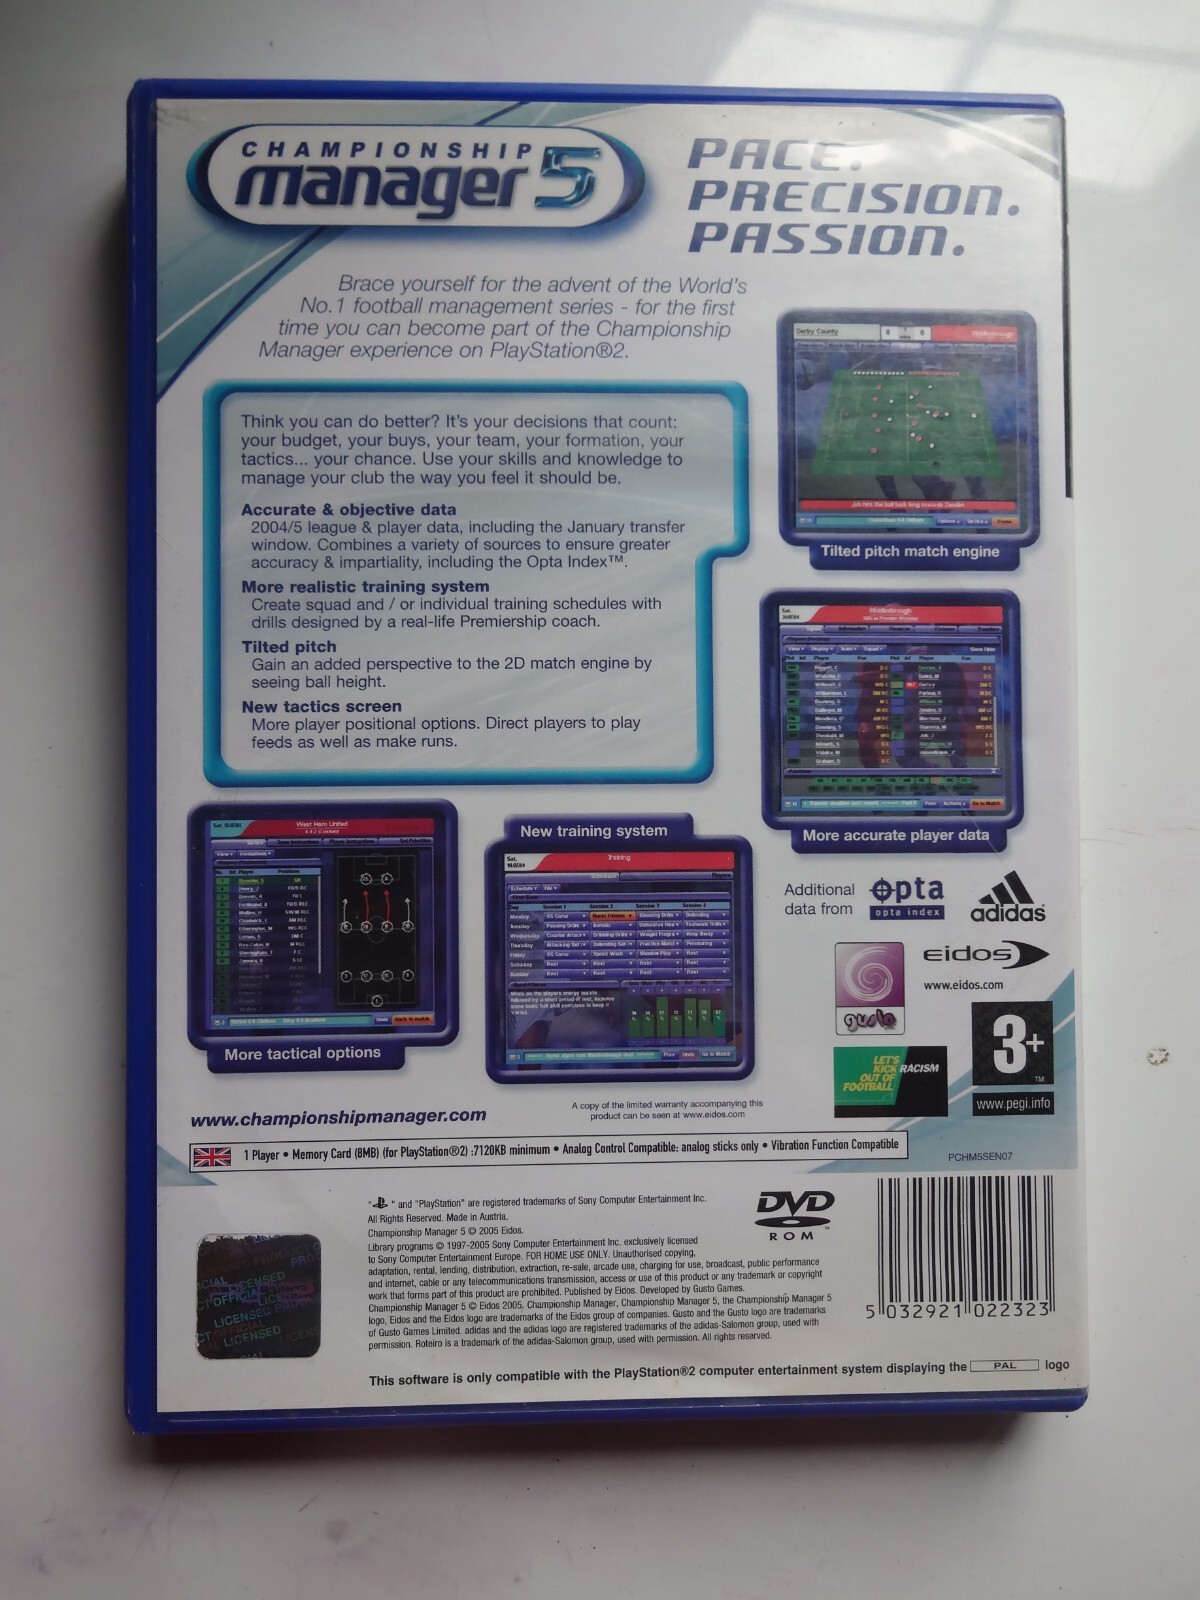 CHAMPIONSHIP
manager 5
PACE.
PRECISION.
PASSION.
Brace yourself for the advent of the World's
No.1 football management series - for the first
time you can become part of the Championship
Manager experience on PlayStation®2.
Think you can do better? It's your decisions that count:
your budget, your buys, your team, your formation, your
tactics... your chance. Use your skills and knowledge to
manage your club the way you feel it should be.
Accurate & objective data
2004/5 league & player data, including the January transfer
window. Combines a variety of sources to ensure greater
accuracy & impartiality, including the Opta Index™.
More realistic training system
Create squad and / or individual training schedules with
drills designed by a real-life Premiership coach.
Tilted pitch
Gain an added perspective to the 2D match engine by
seeing ball height.
New tactics screen
More player positional options. Direct players to play
feeds as well as make runs.
Derby County
Tilted pitch match engine
Middlesbrough
More accurate player data
West Ham United
More tactical options
New training system
Training
Additional
data from
opta
opta index
adidas
gusto
eidos
www.eidos.com
LET'S
KICK RACISM
OUT OF
FOOTBALL
3+
™
www.pegi.info
www.championshipmanager.com
A copy of the limited warranty accompanying this
product can be seen at www.eidos.com
1 Player • Memory Card (8MB) (for PlayStation®2) :7120KB minimum • Analog Control Compatible: analog sticks only • Vibration Function Compatible
PCHM5SEN07
" " and "PlayStation" are registered trademarks of Sony Computer Entertainment Inc.
All Rights Reserved. Made in Austria.
Championship Manager 5 © 2005 Eidos.
Library programs © 1997-2005 Sony Computer Entertainment Inc. exclusively licensed
to Sony Computer Entertainment Europe. FOR HOME USE ONLY. Unauthorised copying,
adaptation, rental, lending, distribution, extraction, re-sale, arcade use, charging for use, broadcast, public performance
and internet, cable or any telecommunications transmission, access or use of this product or any trademark or copyright
work that forms part of this product are prohibited. Published by Eidos. Developed by Gusto Games.
Championship Manager 5 © Eidos 2005. Championship Manager, Championship Manager 5, the Championship Manager 5
logo, Eidos and the Eidos logo are trademarks of the Eidos group of companies. Gusto and the Gusto logo are trademarks
of Gusto Games Limited. adidas and the adidas logo are registered trademarks of the adidas-Salomon group, used with
permission. Roteiro is a trademark of the adidas-Salomon group, used with permission. All rights reserved.
DVD
ROM
5 032921 022323
LICENSED
OFFICIAL
LICENSED
LICENSED
This software is only compatible with the PlayStation®2 computer entertainment system displaying the PAL logo